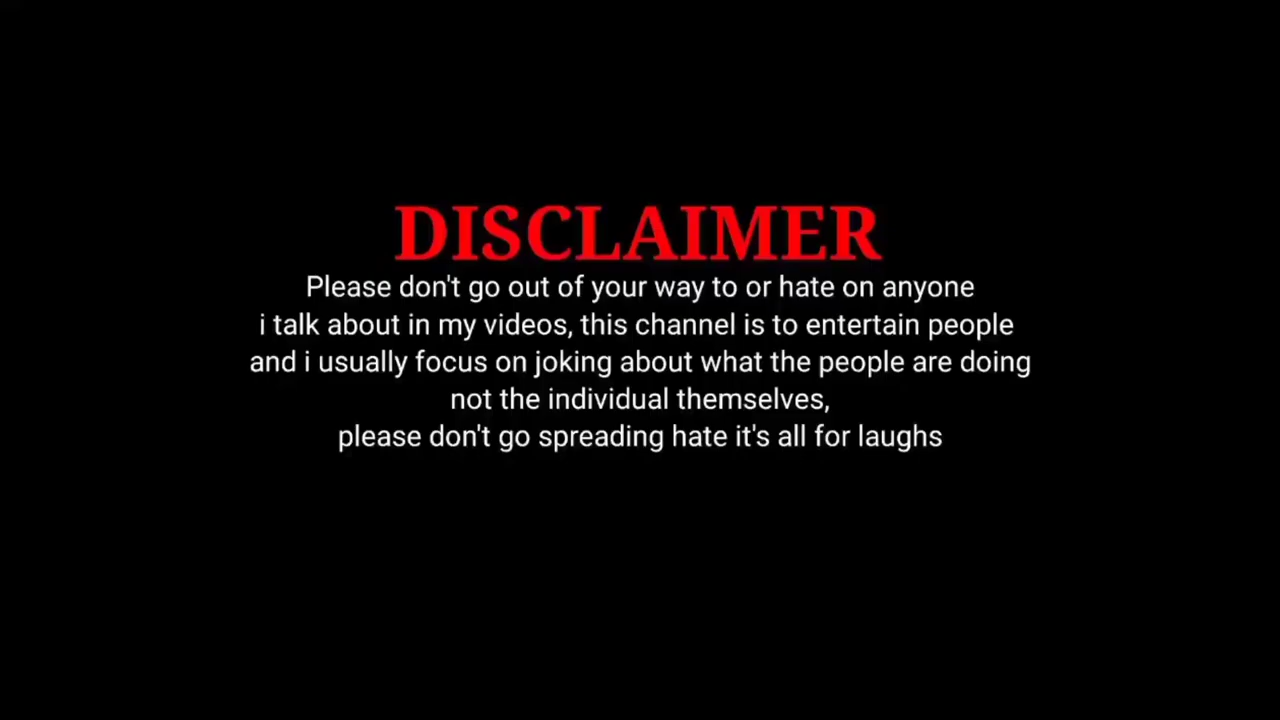 DISCLAIMER
Please don't go out of your way to or hate on anyone
i talk about in my videos, this channel is to entertain people
and i usually focus on joking about what the people are doing
not the individual themselves,
please don't go spreading hate it's all for laughs